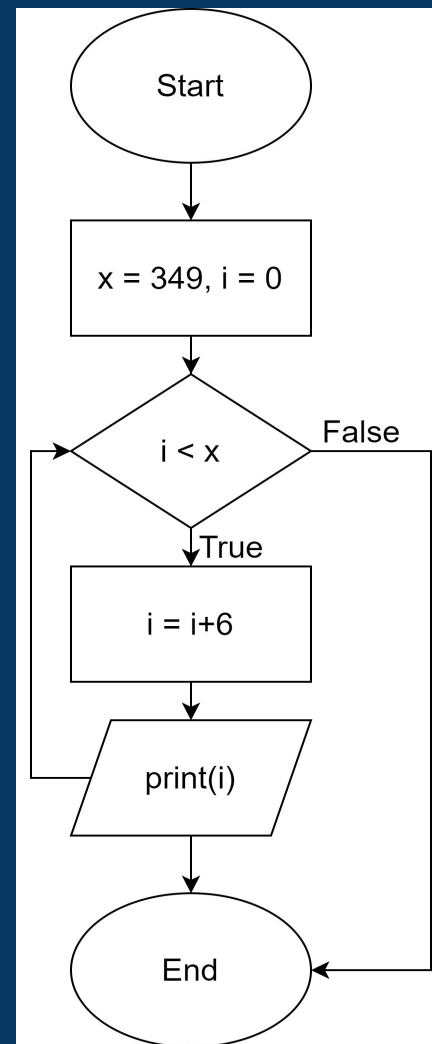 Start
x = 349, i = 0
i < x
False
True
i = i+6
print(i)
End